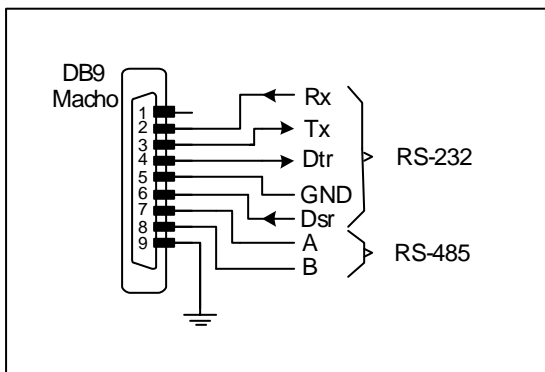 DB9
Macho
1
2
3
4
5
6
7
8
9
Rx
Tx
Dtr
GND
Dsr
A
B
RS-232
RS-485